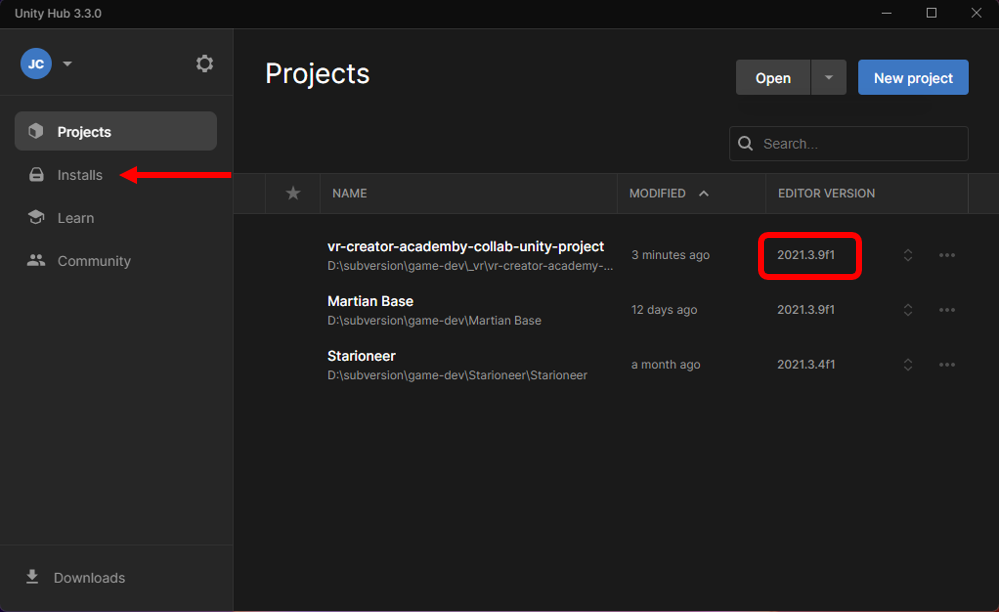 Unity Hub 3.3.0
JC
Projects
Installs
Learn
Community
Downloads
Projects
Open
New project
Search...
NAME MODIFIED EDITOR VERSION
vr-creator-academby-collab-unity-project
D:\subversion\game-dev\_vr\vr-creator-academy-...
3 minutes ago
2021.3.9f1
Martian Base
D:\subversion\game-dev\Martian Base
12 days ago
2021.3.9f1
Starioneer
D:\subversion\game-dev\Starioneer\Starioneer
a month ago
2021.3.4f1